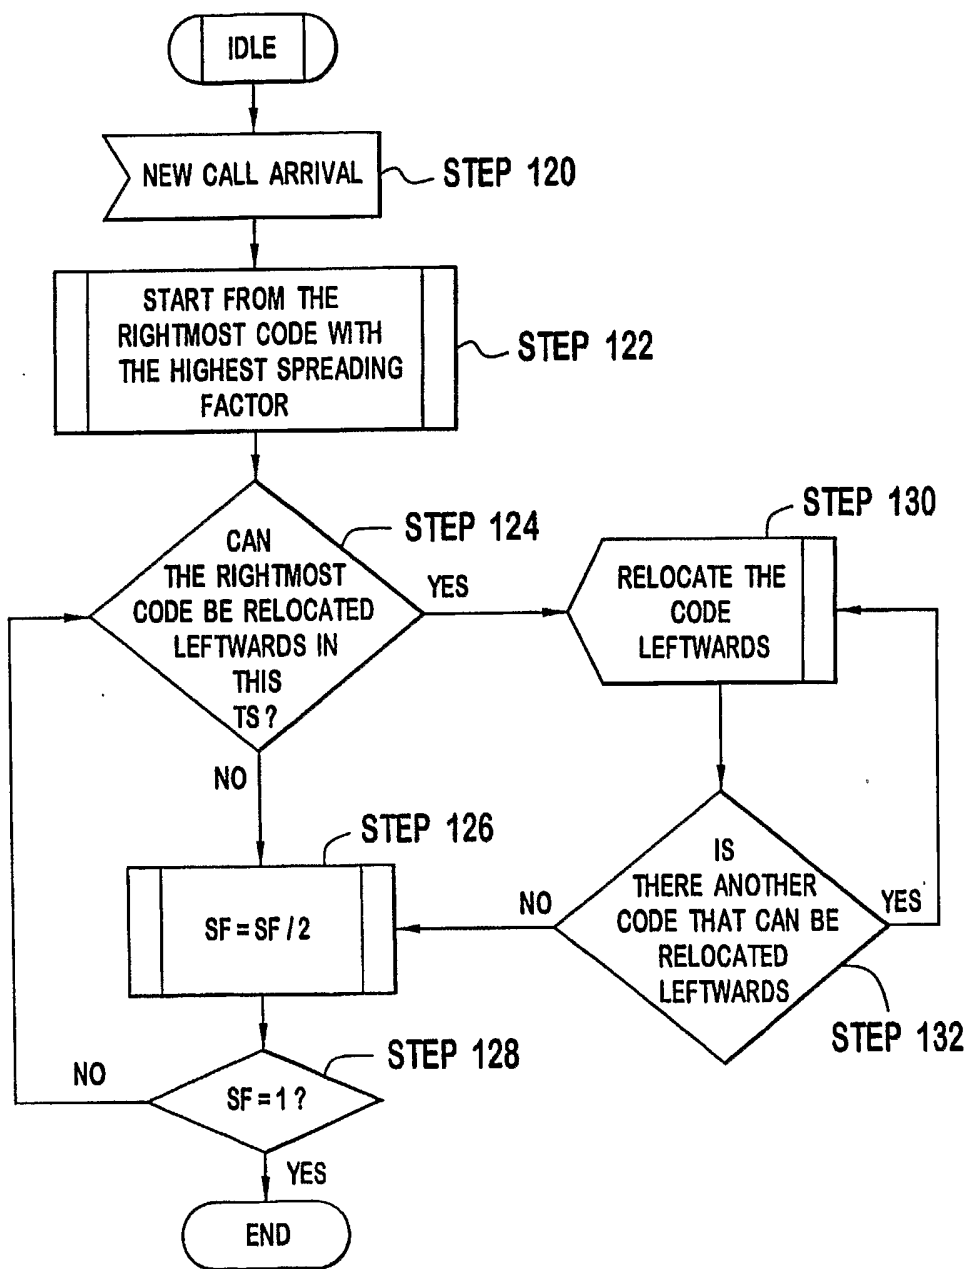 IDLE
NEW CALL ARRIVAL
STEP 120
START FROM THE
RIGHTMOST CODE WITH
THE HIGHEST SPREADING
FACTOR
STEP 122
CAN
THE RIGHTMOST
CODE BE RELOCATED
LEFTWARDS IN
THIS
TS?
STEP 124
YES
NO
STEP 130
RELOCATE THE
CODE
LEFTWARDS
STEP 126
SF = SF / 2
IS
THERE ANOTHER
CODE THAT CAN BE
RELOCATED
LEFTWARDS
NO
YES
STEP 132
STEP 128
SF = 1 ?
NO
YES
END